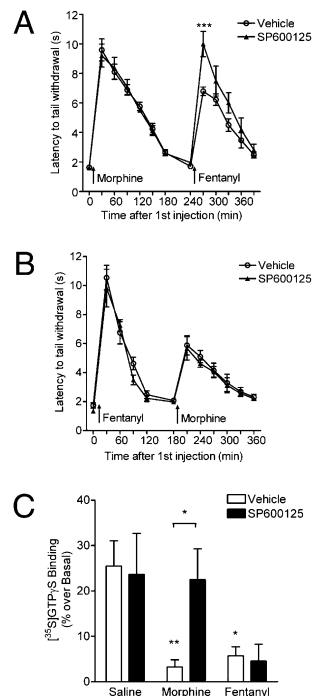 A
Vehicle
SP600125
Latency to tail withdrawal (s)
12
10
8
6
4
2
0
***
Morphine
Fentanyl
0 60 120 180 240 300 360
Time after 1st injection (min)
B
Vehicle
SP600125
Latency to tail withdrawal (s)
12
10
8
6
4
2
0
Fentanyl
Morphine
0 60 120 180 240 300 360
Time after 1st injection (min)
C
Vehicle
SP600125
[³⁵S]GTPγS Binding
(% over Basal)
40
30
20
10
0
*
**
*
Saline Morphine Fentanyl